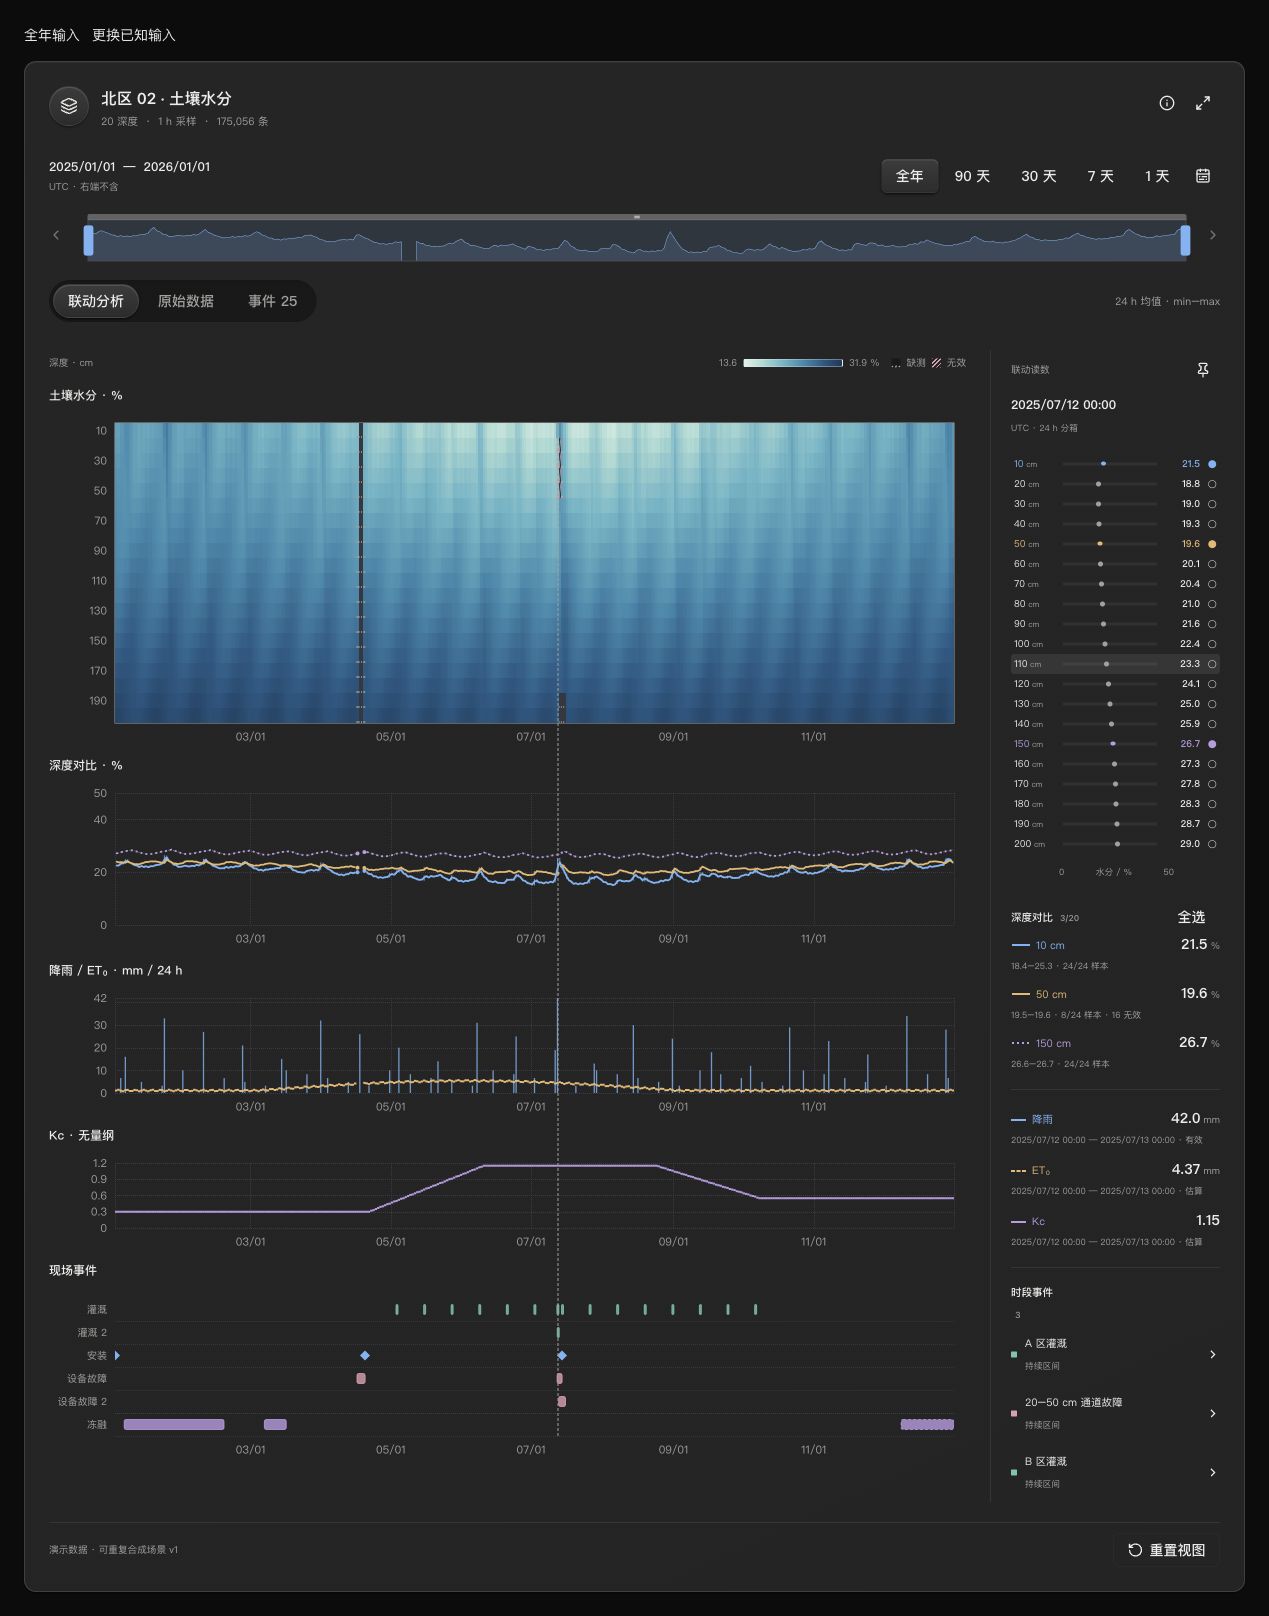 全年输入 更换已知输入
北区 02 · 土壤水分
20 深度 · 1 h 采样 · 175,056 条
2025/01/01 — 2026/01/01
UTC · 右端不含
全年 90 天 30 天 7 天 1 天
联动分析 原始数据 事件 25
24 h 均值 · min—max
深度 · cm
13.6 31.9 % 缺测 无效
土壤水分 · %
10
30
50
70
90
110
130
150
170
190
03/01 05/01 07/01 09/01 11/01
深度对比 · %
50
40
20
0
03/01 05/01 07/01 09/01 11/01
降雨 / ET₀ · mm / 24 h
42
30
20
10
0
03/01 05/01 07/01 09/01 11/01
Kc · 无量纲
1.2
0.9
0.6
0.3
0
03/01 05/01 07/01 09/01 11/01
现场事件
灌溉
灌溉 2
安装
设备故障
设备故障 2
冻融
03/01 05/01 07/01 09/01 11/01
联动读数
2025/07/12 00:00
UTC · 24 h 分箱
10 cm 21.5
20 cm 18.8
30 cm 19.0
40 cm 19.3
50 cm 19.6
60 cm 20.1
70 cm 20.4
80 cm 21.0
90 cm 21.6
100 cm 22.4
110 cm 23.3
120 cm 24.1
130 cm 25.0
140 cm 25.9
150 cm 26.7
160 cm 27.3
170 cm 27.8
180 cm 28.3
190 cm 28.7
200 cm 29.0
0 水分 / % 50
深度对比 3/20 全选
10 cm 21.5 %
18.4—25.3 · 24/24 样本
50 cm 19.6 %
19.5—19.6 · 8/24 样本 · 16 无效
150 cm 26.7 %
26.6—26.7 · 24/24 样本
降雨 42.0 mm
2025/07/12 00:00 — 2025/07/13 00:00 · 有效
ET₀ 4.37 mm
2025/07/12 00:00 — 2025/07/13 00:00 · 估算
Kc 1.15
2025/07/12 00:00 — 2025/07/13 00:00 · 估算
时段事件
3
A 区灌溉
持续区间
20—50 cm 通道故障
持续区间
B 区灌溉
持续区间
演示数据 · 可重复合成场景 v1
重置视图